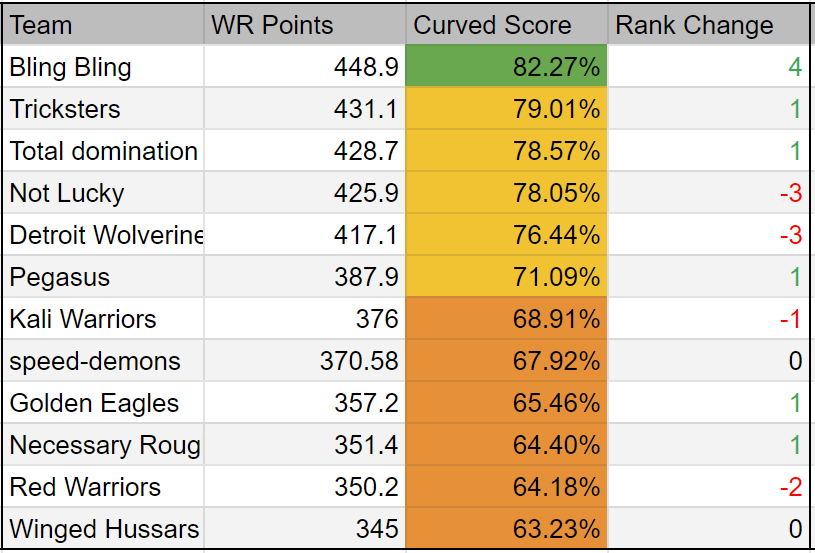 Team WR Points Curved Score Rank Change
Bling Bling 448.9 82.27% 4
Tricksters 431.1 79.01% 1
Total domination 428.7 78.57% 1
Not Lucky 425.9 78.05% -3
Detroit Wolverine 417.1 76.44% -3
Pegasus 387.9 71.09% 1
Kali Warriors 376 68.91% -1
speed-demons 370.58 67.92% 0
Golden Eagles 357.2 65.46% 1
Necessary Roug 351.4 64.40% 1
Red Warriors 350.2 64.18% -2
Winged Hussars 345 63.23% 0